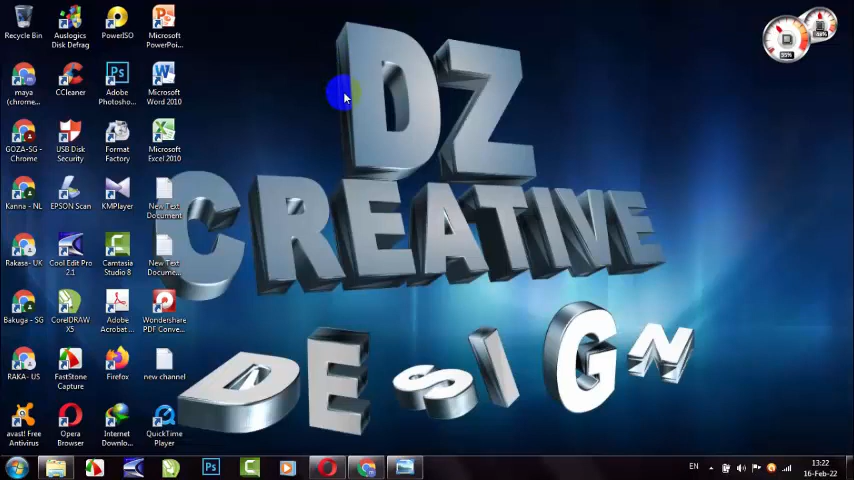 Recycle Bin
Auslogics
Disk Defrag
PowerISO
Microsoft
PowerPoi...
maya
(chrome...
CCleaner
Adobe
Photosho...
Microsoft
Word 2010
GOZA-SG -
Chrome
USB Disk
Security
Format
Factory
Microsoft
Excel 2010
Kanna - NL
EPSON Scan
KMPlayer
New Text
Document
Rakasa- UK
Cool Edit Pro
2.1
Camtasia
Studio 8
New Text
Docume...
Bakuga - SG
CorelDRAW
X5
Adobe
Acrobat ...
Wondershare
PDF Conve...
RAKA- US
FastStone
Capture
Firefox
new channel
avast! Free
Antivirus
Opera
Browser
Internet
Downlo...
QuickTime
Player
DZ
CREATIVE
DESIGN
35%
EN
13:22
16-Feb-22